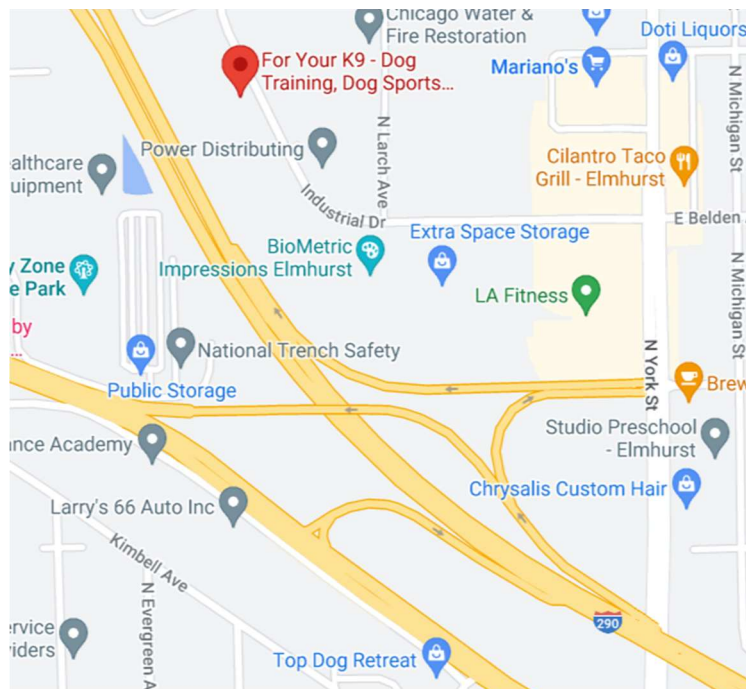 Chicago Water &
Fire Restoration
Doti Liquors
For Your K9 - Dog
Training, Dog Sports...
Mariano's
N Michigan St
Power Distributing
N Larch Ave
Cilantro Taco
Grill - Elmhurst
ealthcare
uipment
Industrial Dr
E Belden
Extra Space Storage
BioMetric
Impressions Elmhurst
y Zone
e Park
LA Fitness
N Michigan St
by
...
National Trench Safety
N York St
Public Storage
Brew
Studio Preschool
- Elmhurst
ance Academy
Chrysalis Custom Hair
Larry's 66 Auto Inc
Kimbell Ave
N Evergreen A
290
ervice
viders
Top Dog Retreat